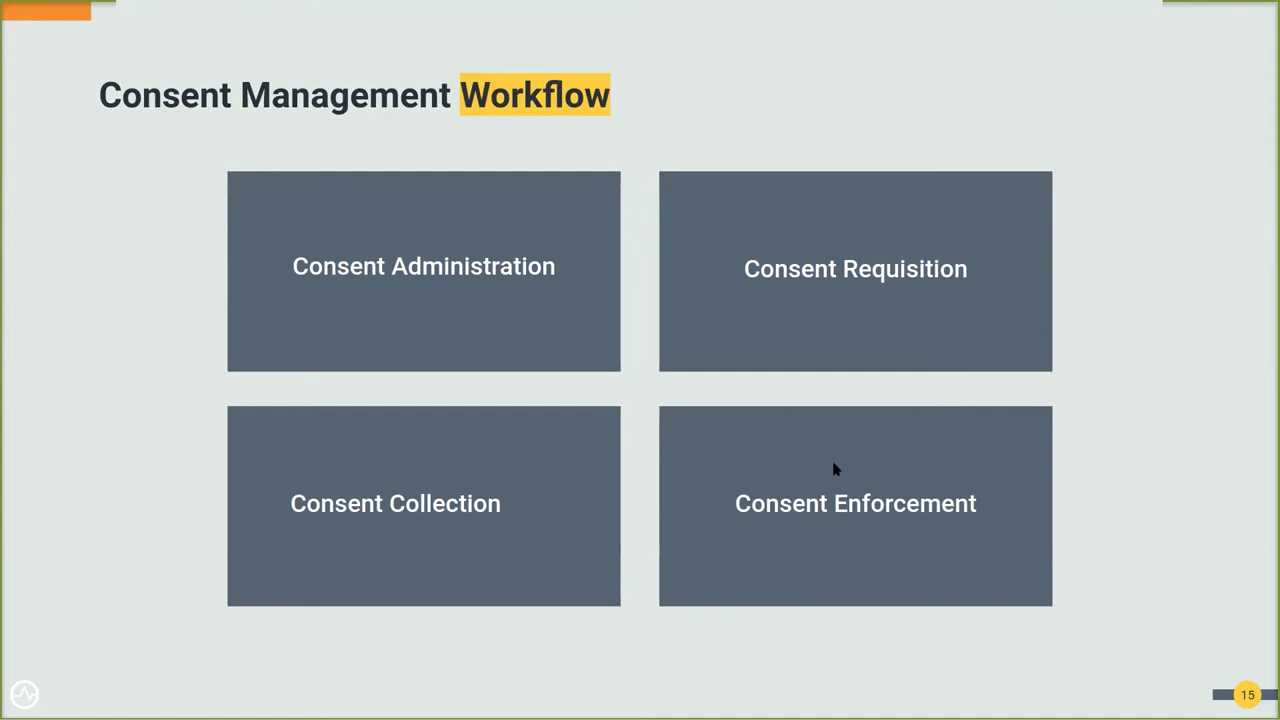 Consent Management Workflow
Consent Administration
Consent Requisition
Consent Collection
Consent Enforcement
15